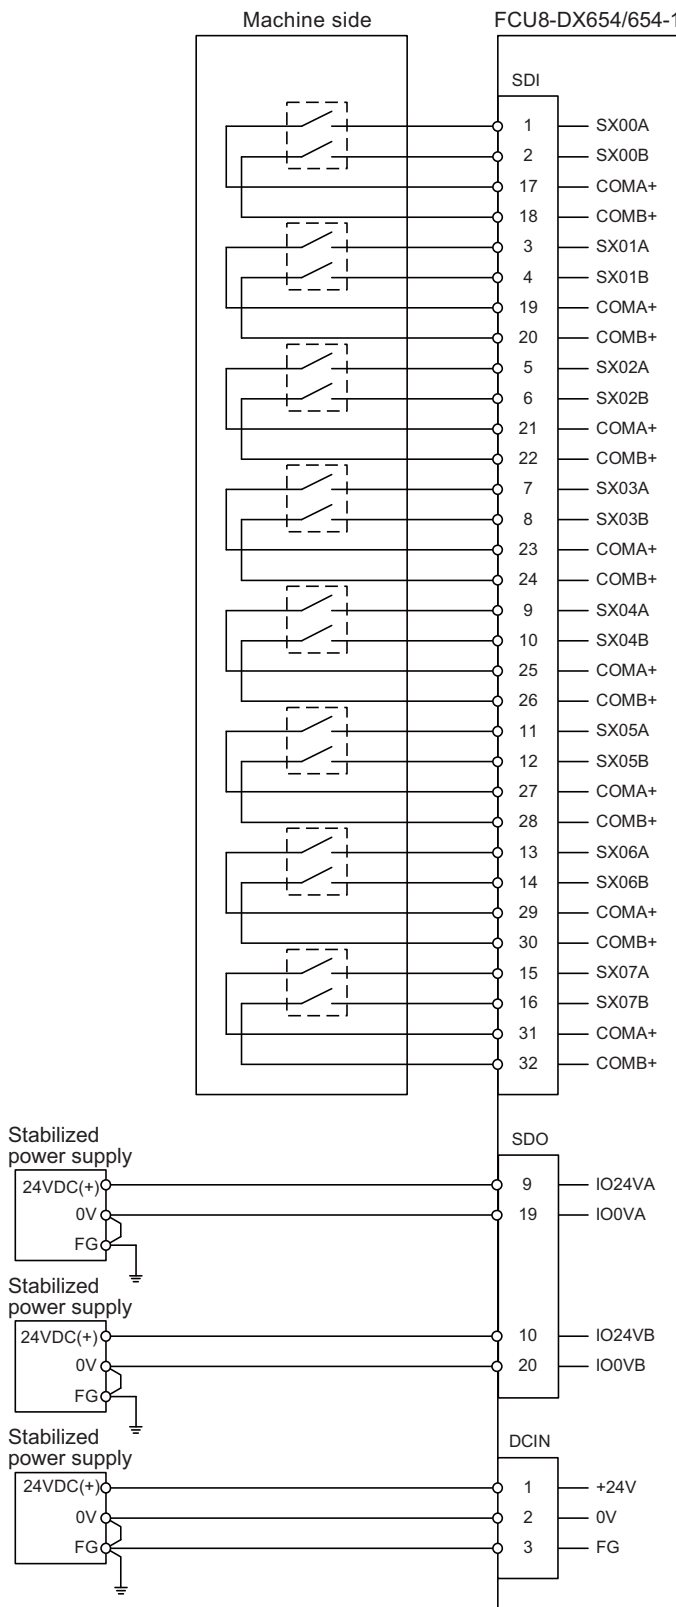 Machine side
FCU8-DX654/654-1
SDI
1 SX00A
2 SX00B
17 COMA+
18 COMB+
3 SX01A
4 SX01B
19 COMA+
20 COMB+
5 SX02A
6 SX02B
21 COMA+
22 COMB+
7 SX03A
8 SX03B
23 COMA+
24 COMB+
9 SX04A
10 SX04B
25 COMA+
26 COMB+
11 SX05A
12 SX05B
27 COMA+
28 COMB+
13 SX06A
14 SX06B
29 COMA+
30 COMB+
15 SX07A
16 SX07B
31 COMA+
32 COMB+
Stabilized
power supply
24VDC(+)
0V
FG
SDO
9 IO24VA
19 IO0VA
Stabilized
power supply
24VDC(+)
0V
FG
10 IO24VB
20 IO0VB
Stabilized
power supply
24VDC(+)
0V
FG
DCIN
1 +24V
2 0V
3 FG